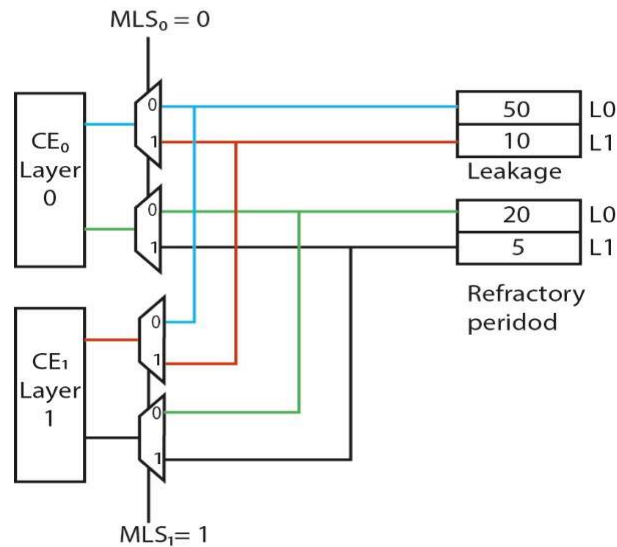 MLS₀ = 0
CE₀
Layer
0
0
1
0
1
50
L0
10
L1
Leakage
20
L0
5
L1
Refractory
peridod
CE₁
Layer
1
0
1
0
1
MLS₁= 1